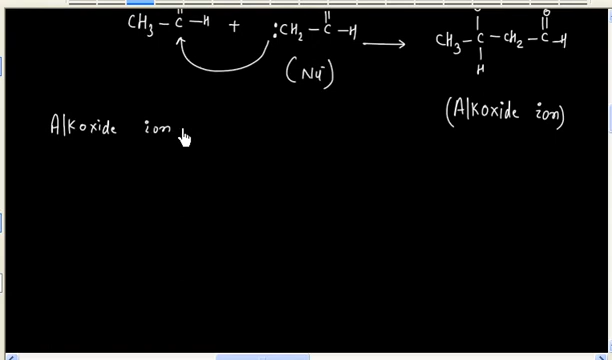 CH3 – C – H + :CH2 – C – H ⟶ CH3 – C – CH2 – C – H
O
H
(Nu⁻)
(Alkoxide ion)
Alkoxide ion